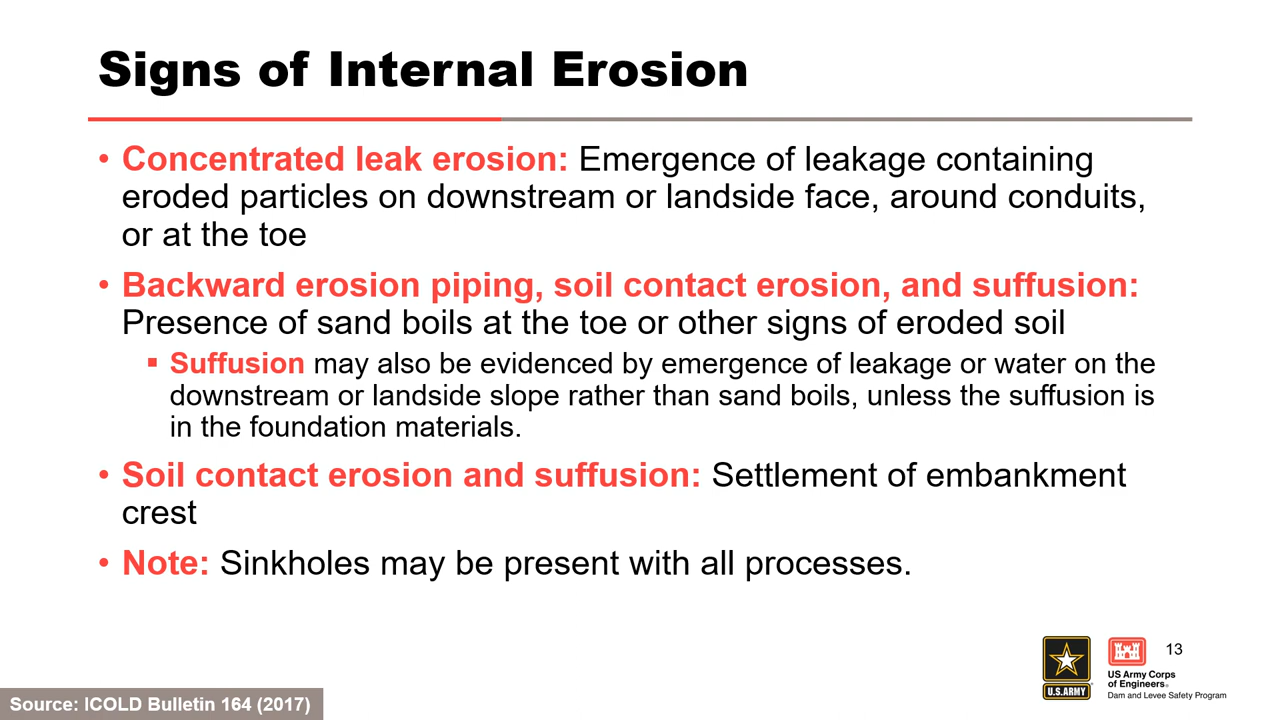 Signs of Internal Erosion
• Concentrated leak erosion: Emergence of leakage containing
eroded particles on downstream or landside face, around conduits,
or at the toe
• Backward erosion piping, soil contact erosion, and suffusion:
Presence of sand boils at the toe or other signs of eroded soil
▪ Suffusion may also be evidenced by emergence of leakage or water on the
downstream or landside slope rather than sand boils, unless the suffusion is
in the foundation materials.
• Soil contact erosion and suffusion: Settlement of embankment
crest
• Note: Sinkholes may be present with all processes.
13
U.S. ARMY
US Army Corps
of Engineers®
Dam and Levee Safety Program
Source: ICOLD Bulletin 164 (2017)